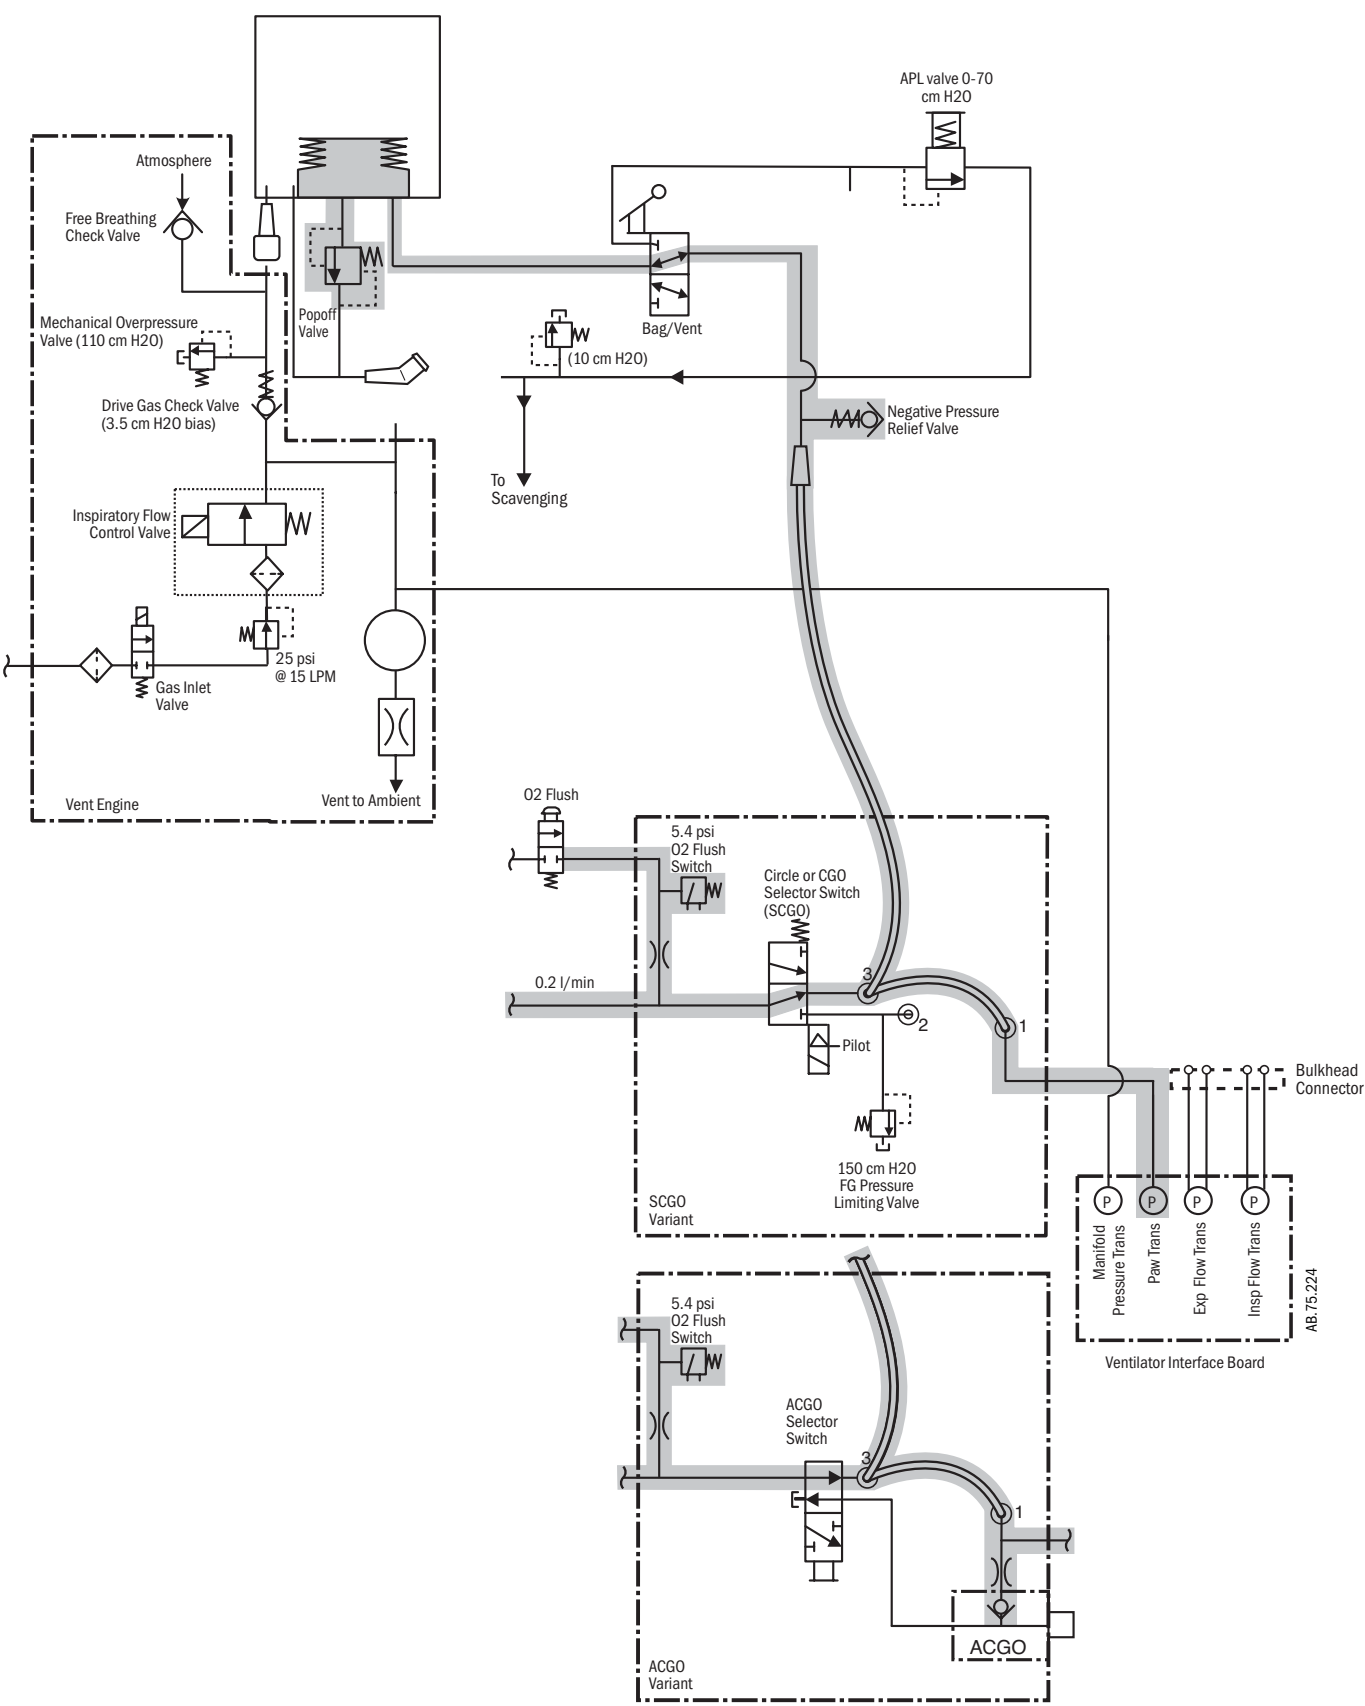 APL valve 0-70
cm H2O
Atmosphere
Free Breathing
Check Valve
Mechanical Overpressure
Valve (110 cm H2O)
Popoff
Valve
Bag/Vent
(10 cm H2O)
Drive Gas Check Valve
(3.5 cm H2O bias)
Negative Pressure
Relief Valve
To
Scavenging
Inspiratory Flow
Control Valve
25 psi
@ 15 LPM
Gas Inlet
Valve
Vent Engine
Vent to Ambient
O2 Flush
5.4 psi
O2 Flush
Switch
Circle or CGO
Selector Switch
(SCGO)
0.2 l/min
3
2
1
Pilot
150 cm H2O
FG Pressure
Limiting Valve
SCGO
Variant
Bulkhead
Connector
P
P
P
P
Manifold
Pressure Trans
Paw Trans
Exp Flow Trans
Insp Flow Trans
AB.75.224
Ventilator Interface Board
5.4 psi
O2 Flush
Switch
ACGO
Selector
Switch
3
1
ACGO
ACGO
Variant